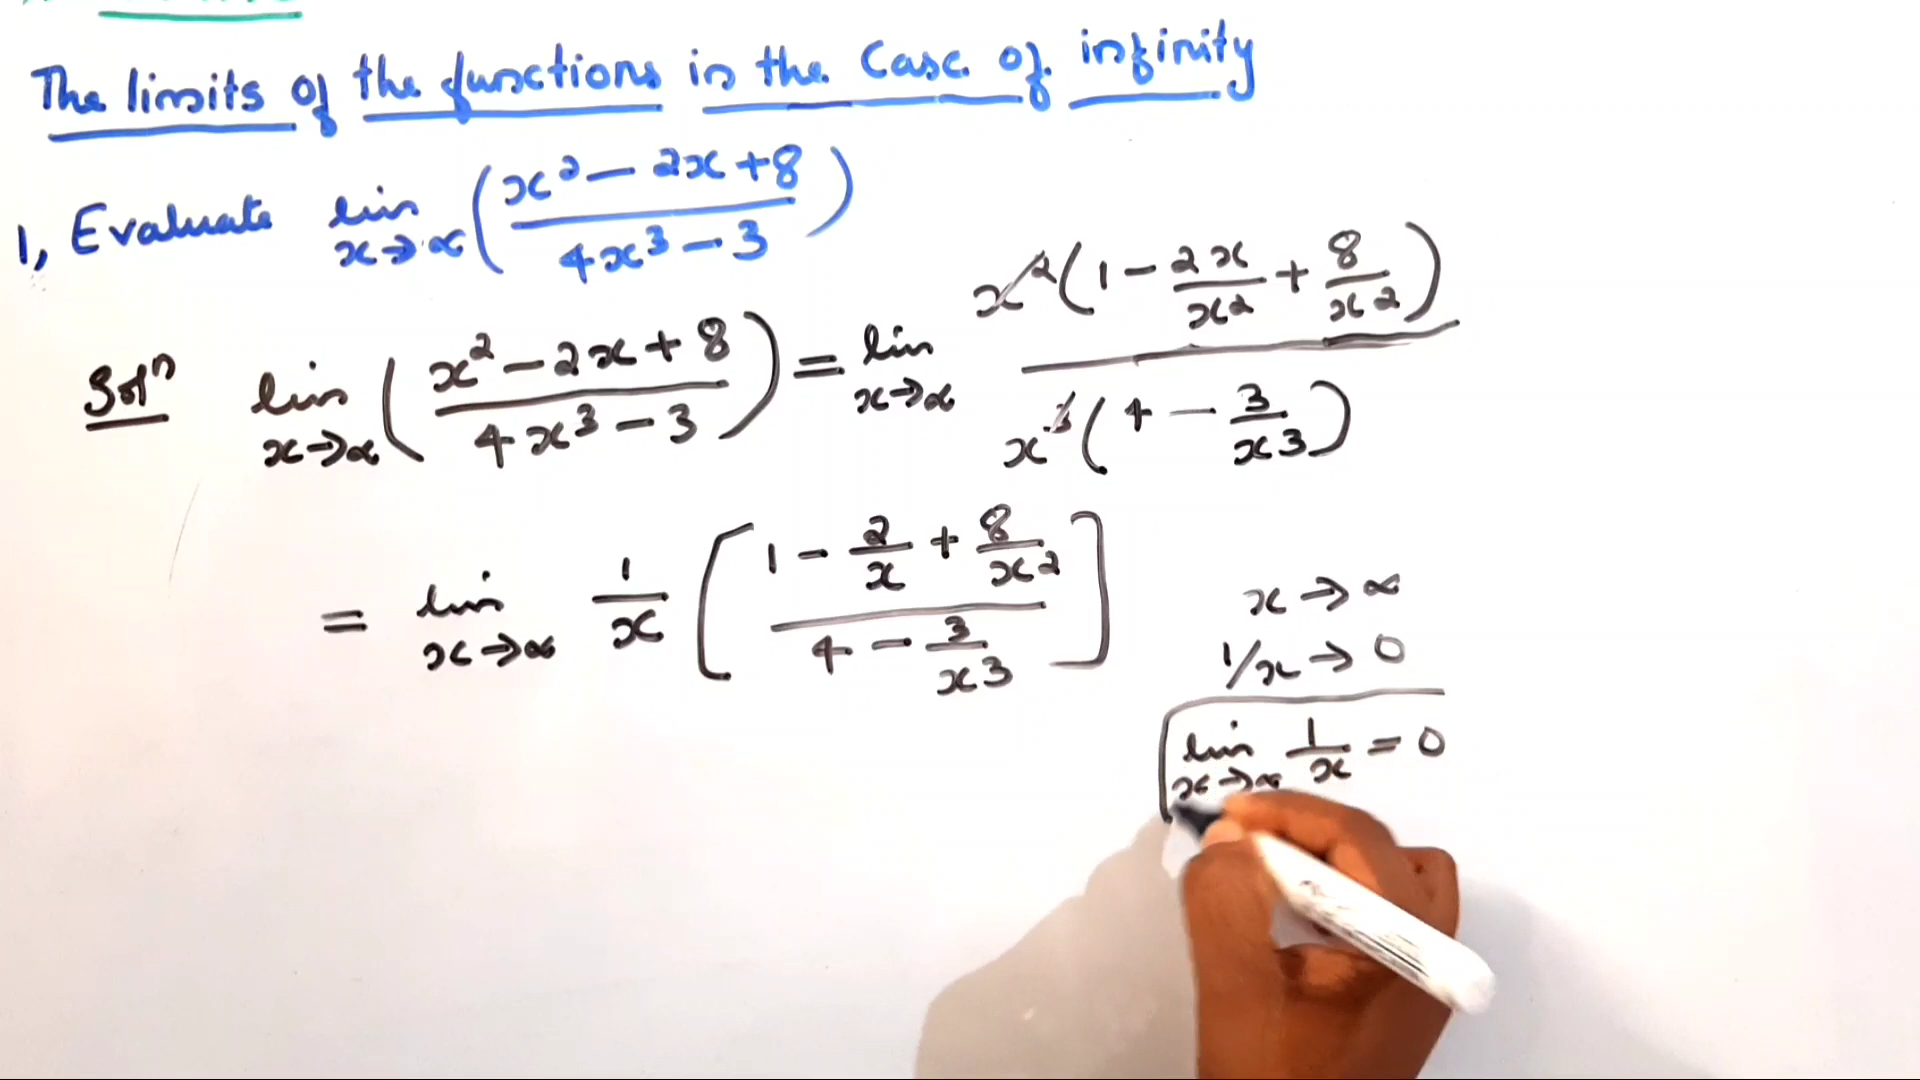 The limits of the functions in the case of infinity
1, Evaluate lim x→∞ (x² − 2x + 8 / 4x³ − 3)
Solⁿ lim x→∞ (x² − 2x + 8 / 4x³ − 3) = lim x→∞ x²(1 − 2x/x² + 8/x²) / x³(4 − 3/x³)
= lim x→∞ 1/x [1 − 2/x + 8/x² / 4 − 3/x³]
x → ∞
1/x → 0
lim x→∞ 1/x = 0